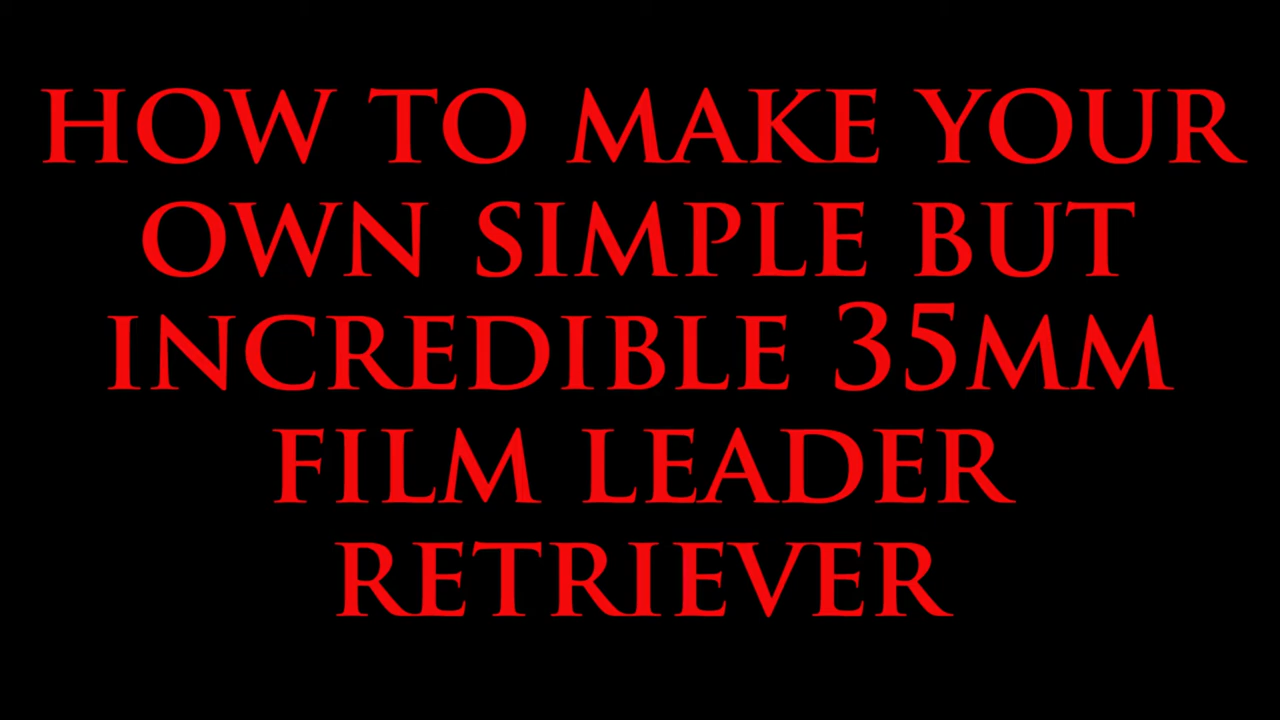 HOW TO MAKE YOUR
OWN SIMPLE BUT
INCREDIBLE 35MM
FILM LEADER
RETRIEVER